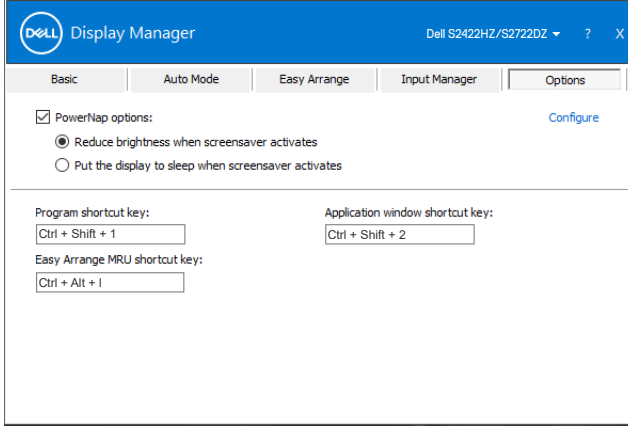 DELL Display Manager
Dell S2422HZ/S2722DZ ? X
Basic Auto Mode Easy Arrange Input Manager Options
PowerNap options: Configure
Reduce brightness when screensaver activates
Put the display to sleep when screensaver activates
Program shortcut key:
Ctrl + Shift + 1
Application window shortcut key:
Ctrl + Shift + 2
Easy Arrange MRU shortcut key:
Ctrl + Alt + l